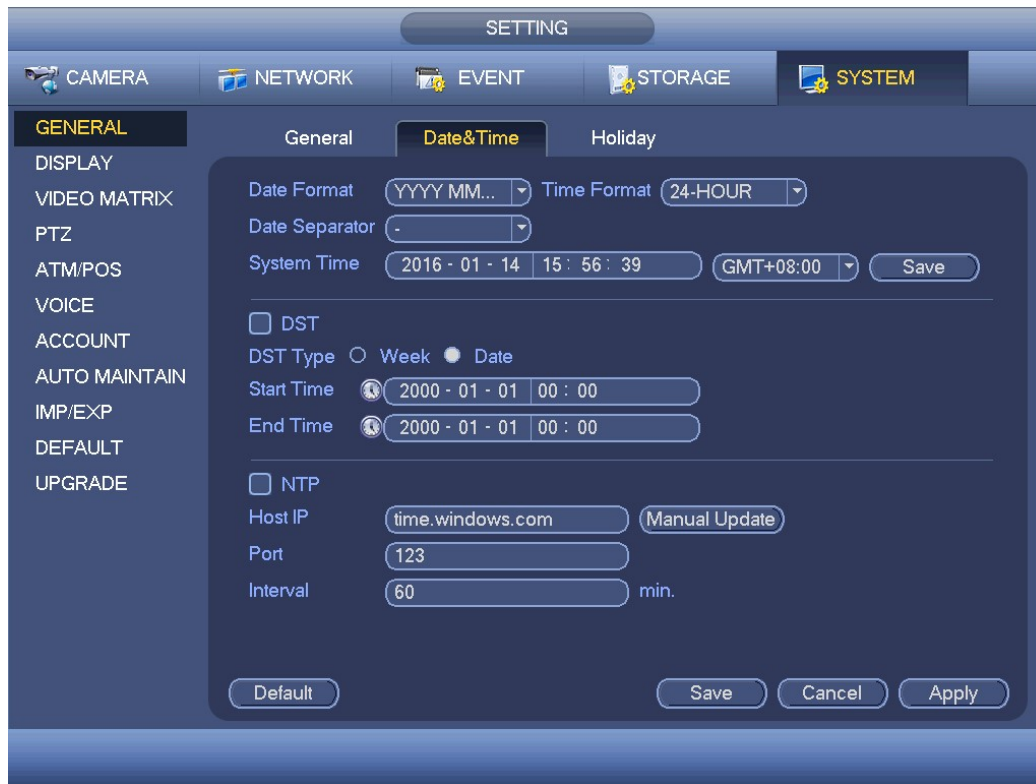 SETTING
CAMERA NETWORK EVENT STORAGE SYSTEM
GENERAL
DISPLAY
VIDEO MATRIX
PTZ
ATM/POS
VOICE
ACCOUNT
AUTO MAINTAIN
IMP/EXP
DEFAULT
UPGRADE
General Date&Time Holiday
Date Format YYYY MM... Time Format 24-HOUR
Date Separator -
System Time 2016 - 01 - 14 15 : 56 : 39 GMT+08:00 Save
DST
DST Type Week Date
Start Time 2000 - 01 - 01 00 : 00
End Time 2000 - 01 - 01 00 : 00
NTP
Host IP time.windows.com Manual Update
Port 123
Interval 60 min.
Default Save Cancel Apply